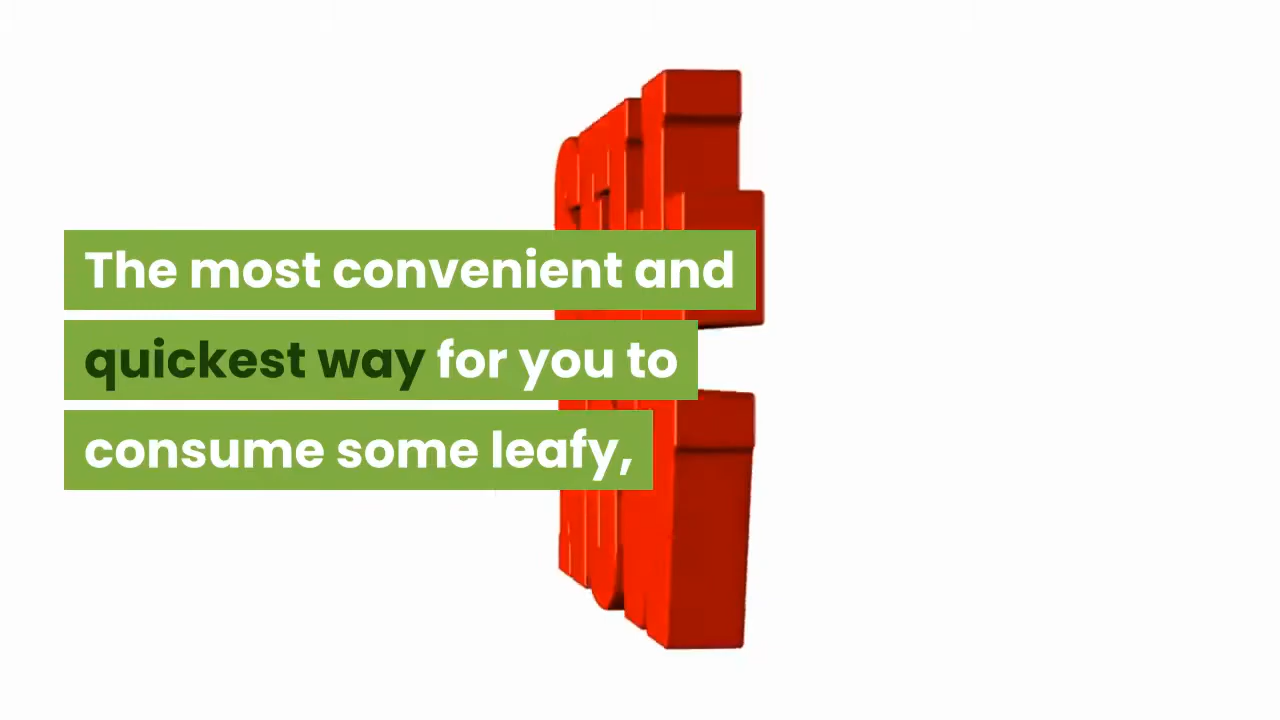 The most convenient and
quickest way for you to
consume some leafy,